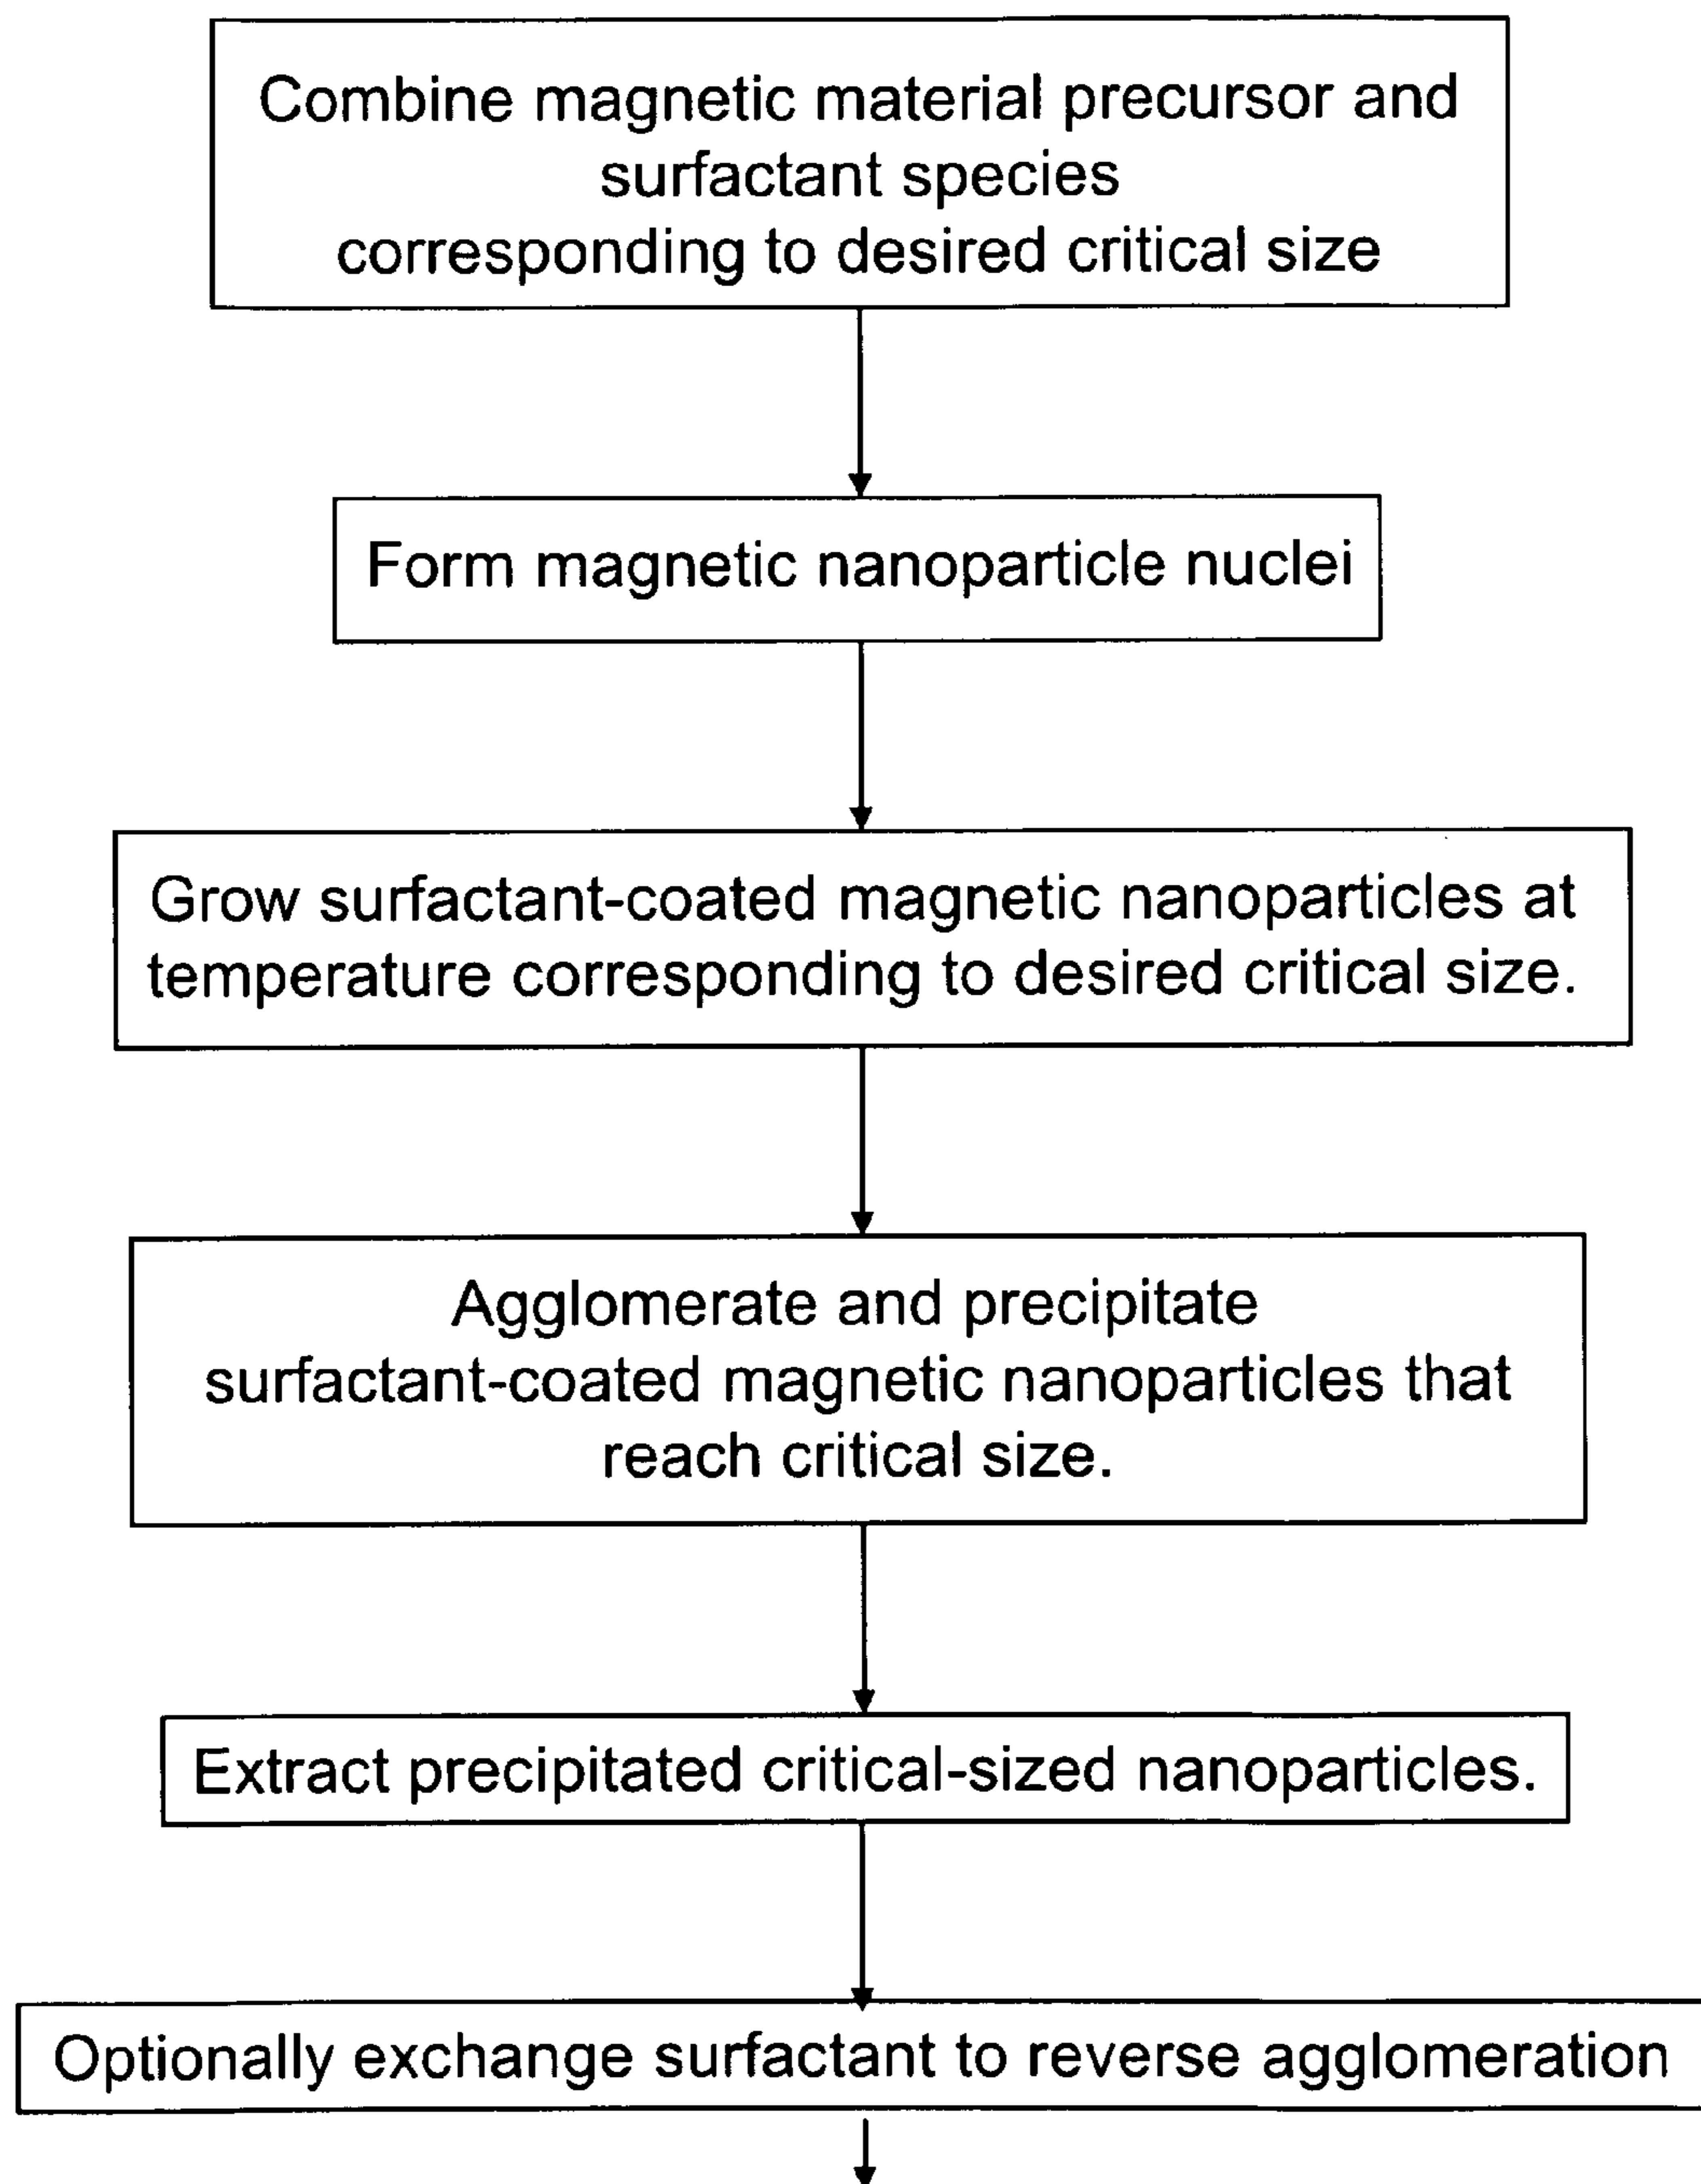 Combine magnetic material precursor and
surfactant species
corresponding to desired critical size
Form magnetic nanoparticle nuclei
Grow surfactant-coated magnetic nanoparticles at
temperature corresponding to desired critical size.
Agglomerate and precipitate
surfactant-coated magnetic nanoparticles that
reach critical size.
Extract precipitated critical-sized nanoparticles.
Optionally exchange surfactant to reverse agglomeration